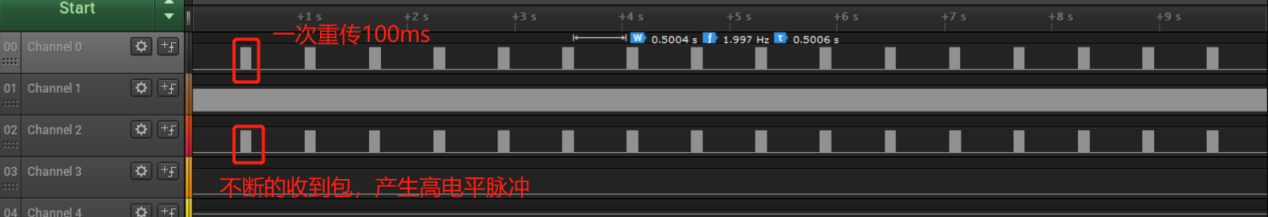 Start
+1 s +2 s +3 s +4 s +5 s +6 s +7 s +8 s +9 s
一次重传100ms
00 Channel 0
W 0.5004 s f 1.997 Hz T 0.5006 s
01 Channel 1
02 Channel 2
03 Channel 3
不断的收到包，产生高电平脉冲
04 Channel 4